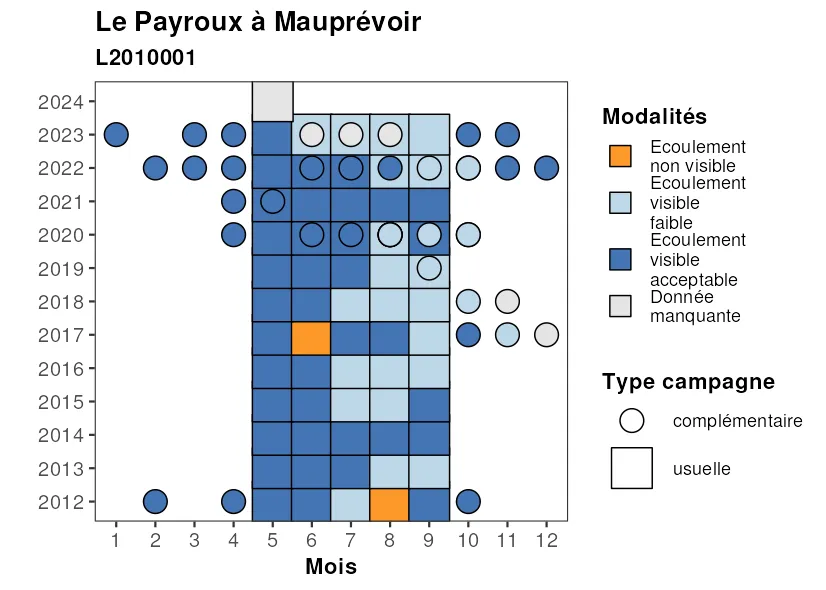 Le Payroux à Mauprévoir
L2010001
2024
2023
2022
2021
2020
2019
2018
2017
2016
2015
2014
2013
2012
1 2 3 4 5 6 7 8 9 10 11 12
Mois
Modalités
Ecoulement
non visible
Ecoulement
visible
faible
Ecoulement
visible
acceptable
Donnée
manquante
Type campagne
complémentaire
usuelle